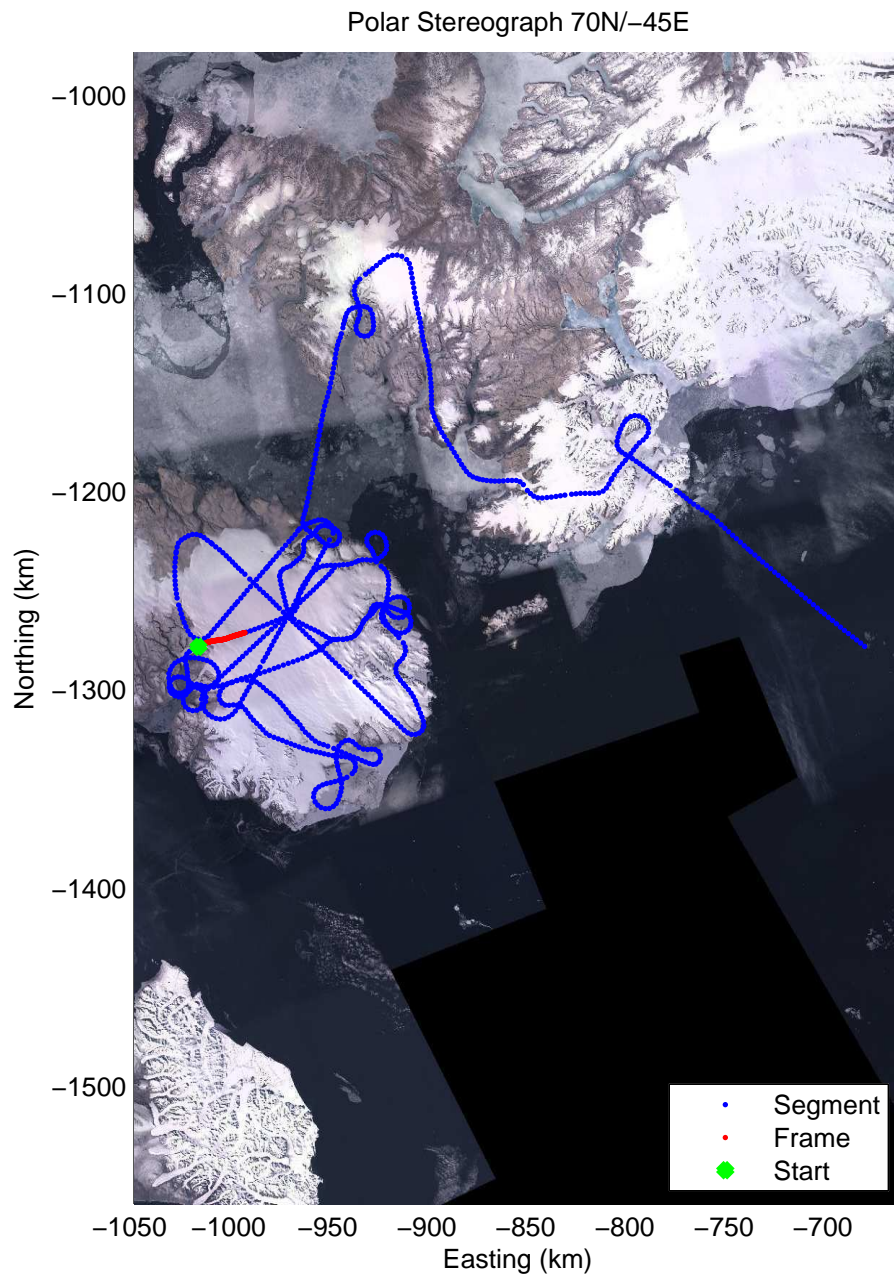 Polar Stereograph 70N/−45E
Northing (km)
−1000
−1100
−1200
−1300
−1400
−1500
Segment
Frame
Start
−1050 −1000 −950 −900 −850 −800 −750 −700
Easting (km)